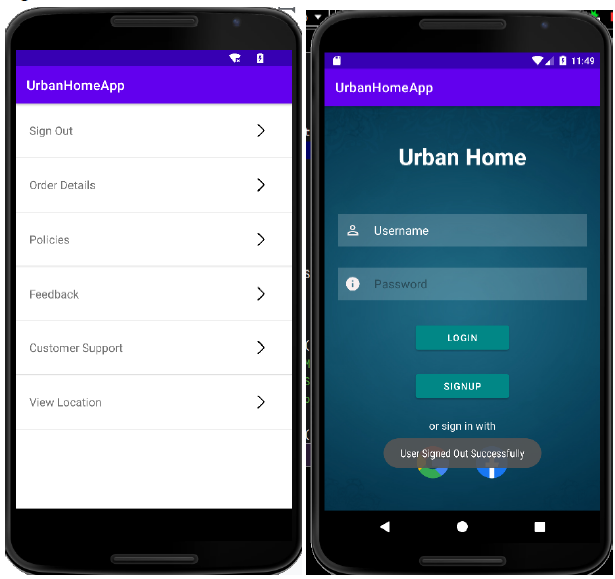 UrbanHomeApp
Sign Out
Order Details
Policies
Feedback
Customer Support
View Location
11:49
UrbanHomeApp
Urban Home
Username
Password
LOGIN
SIGNUP
or sign in with
User Signed Out Successfully